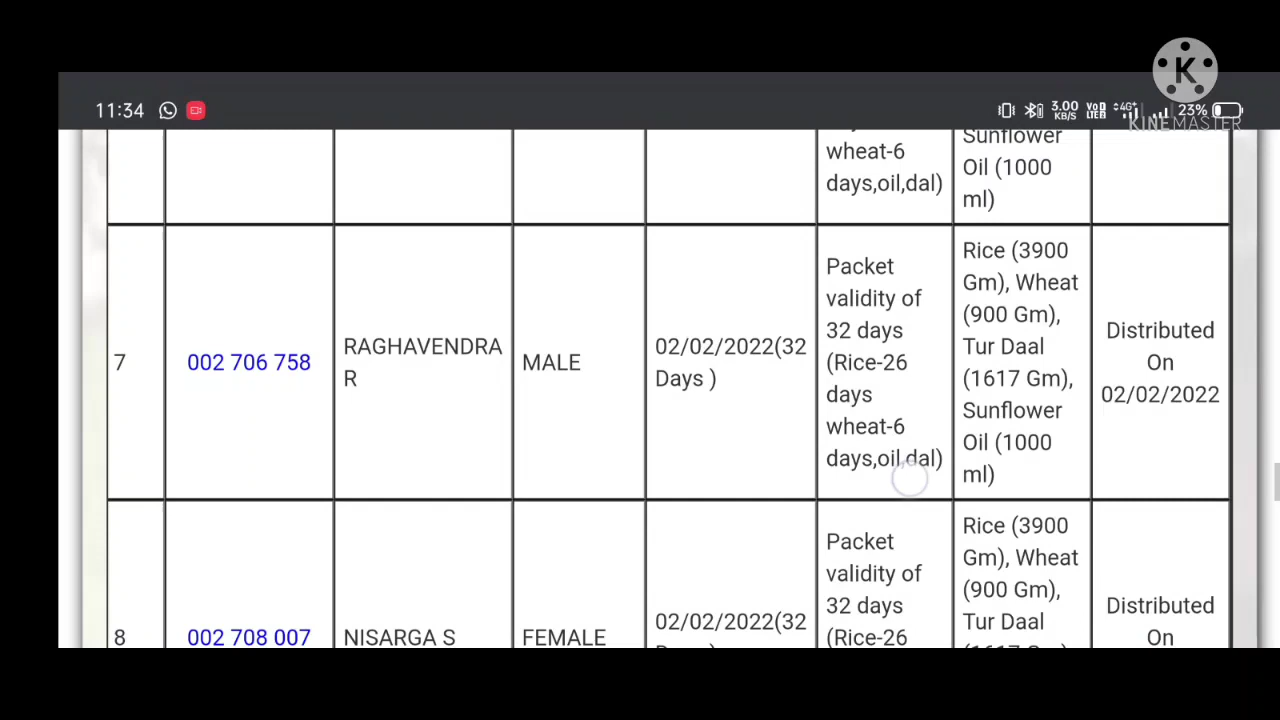 11:34
3.00
KB/S
Vo
LTE
4G+
23%
K
KINEMASTER
wheat-6
days,oil,dal)
Sunflower
Oil (1000
ml)
7
002 706 758
RAGHAVENDRA
R
MALE
02/02/2022(32
Days )
Packet
validity of
32 days
(Rice-26
days
wheat-6
days,oil,dal)
Rice (3900
Gm), Wheat
(900 Gm),
Tur Daal
(1617 Gm),
Sunflower
Oil (1000
ml)
Distributed
On
02/02/2022
8
002 708 007
NISARGA S
FEMALE
02/02/2022(32
Packet
validity of
32 days
(Rice-26
Rice (3900
Gm), Wheat
(900 Gm),
Tur Daal
Distributed
On